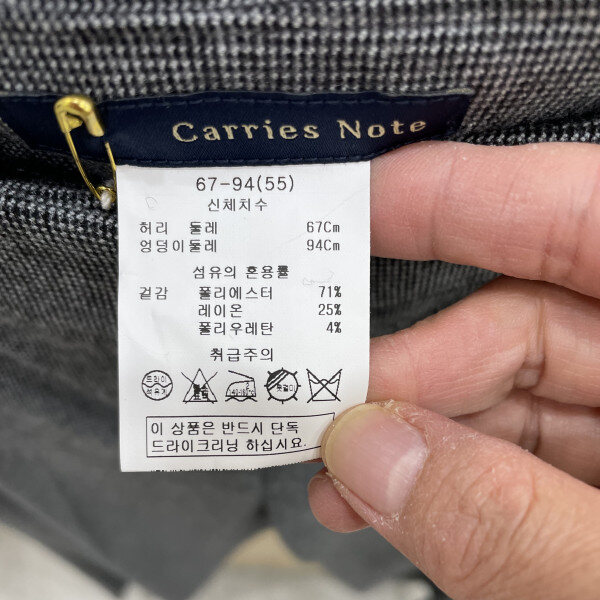 Carries Note
67-94(55)
신체치수
허리 둘레 67Cm
엉덩이둘레 94Cm
섬유의 혼용률
겉감 폴리에스터 71%
레이온 25%
폴리우레탄 4%
취급주의
드라이
이 상품은 반드시 단독
드라이크리닝 하십시요.